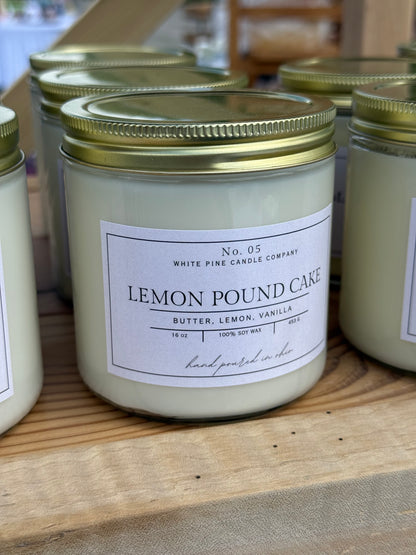 No. 05
WHITE PINE CANDLE COMPANY
LEMON POUND CAKE
BUTTER, LEMON, VANILLA
16 OZ 100% SOY WAX 453 G
hand poured in ohio